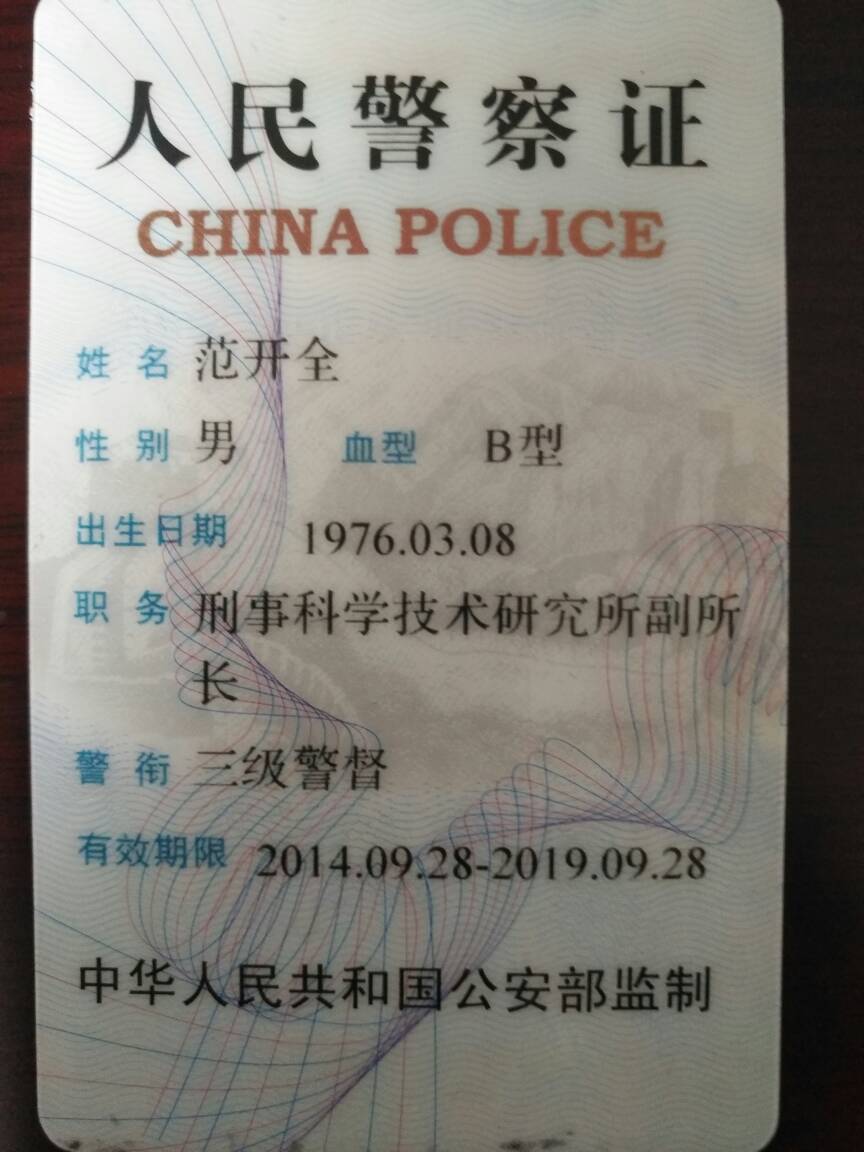 人民警察证
CHINA POLICE
姓 名 范开全
性 别 男 血型 B型
出生日期 1976.03.08
职 务 刑事科学技术研究所副所
长
警 衔 三级警督
有效期限 2014.09.28-2019.09.28
中华人民共和国公安部监制